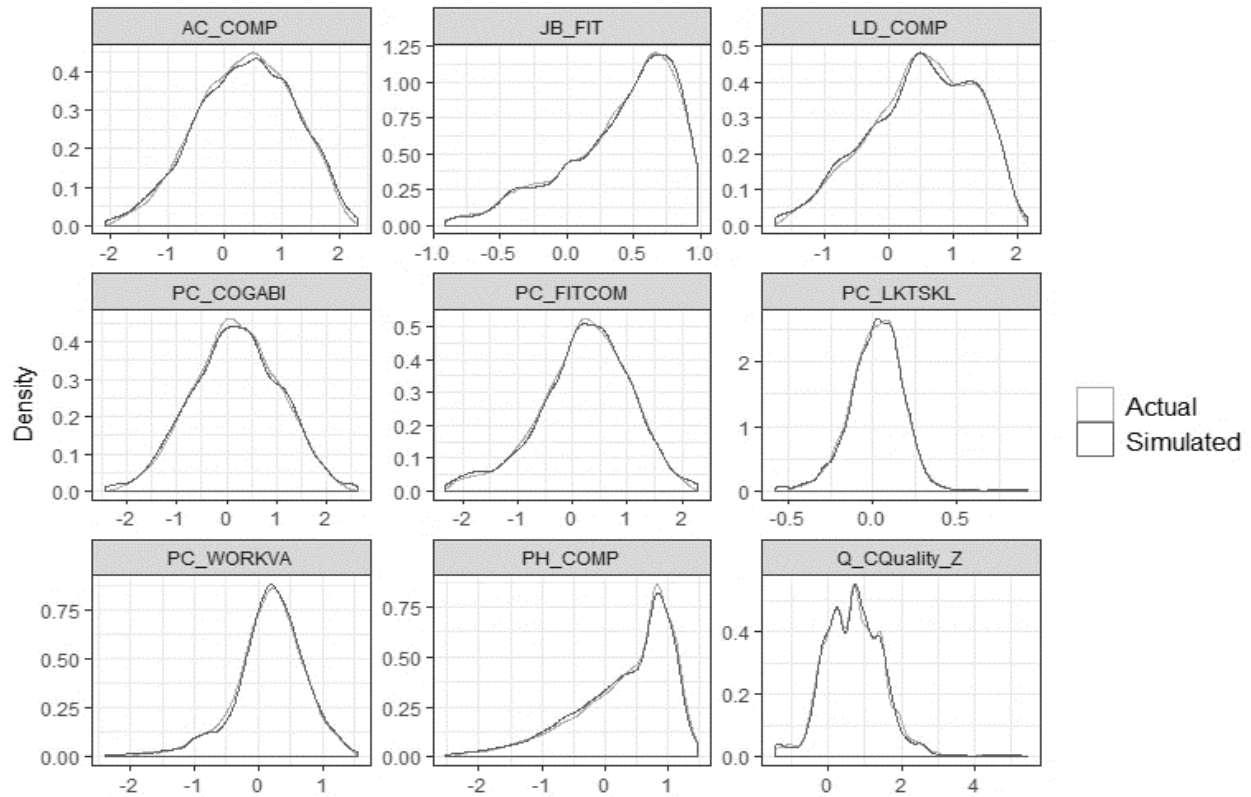 AC_COMP
JB_FIT
LD_COMP
0.4
0.3
0.2
0.1
0.0
-2 -1 0 1 2
1.25
1.00
0.75
0.50
0.25
0.00
-1.0 -0.5 0.0 0.5 1.0
0.5
0.4
0.3
0.2
0.1
0.0
-1 0 1 2
PC_COGABI
PC_FITCOM
PC_LKTSKL
0.4
0.3
0.2
0.1
0.0
-2 -1 0 1 2
0.5
0.4
0.3
0.2
0.1
0.0
-2 -1 0 1 2
2
1
0
-0.5 0.0 0.5
PC_WORKVA
PH_COMP
Q_CQuality_Z
0.75
0.50
0.25
0.00
-2 -1 0 1
0.75
0.50
0.25
0.00
-2 -1 0 1
0.4
0.2
0.0
0 2 4
Density
Actual
Simulated